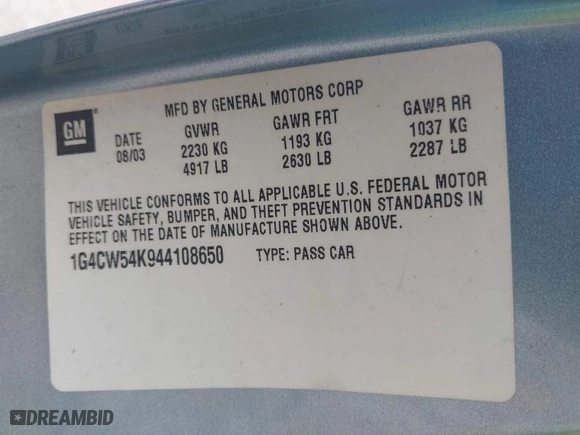 MFD BY GENERAL MOTORS CORP
GM
DATE GVWR GAWR FRT GAWR RR
08/03 2230 KG 1193 KG 1037 KG
4917 LB 2630 LB 2287 LB
THIS VEHICLE CONFORMS TO ALL APPLICABLE U.S. FEDERAL MOTOR
VEHICLE SAFETY, BUMPER, AND THEFT PREVENTION STANDARDS IN
EFFECT ON THE DATE OF MANUFACTURE SHOWN ABOVE.
1G4CW54K944108650 TYPE: PASS CAR
DREAMBID